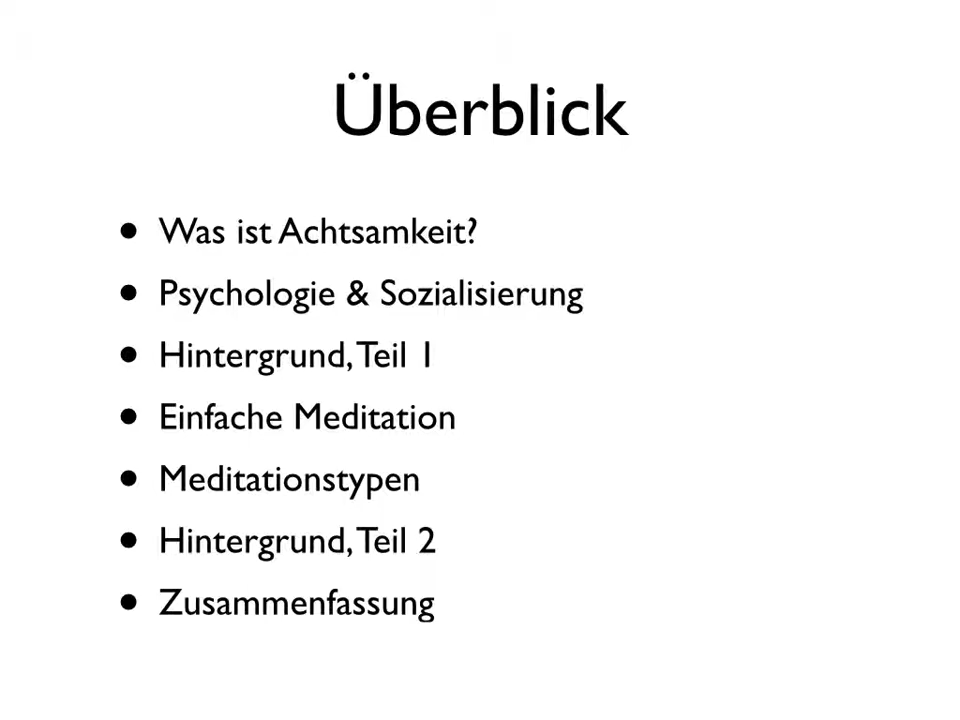 Überblick
• Was ist Achtsamkeit?
• Psychologie & Sozialisierung
• Hintergrund, Teil 1
• Einfache Meditation
• Meditationstypen
• Hintergrund, Teil 2
• Zusammenfassung